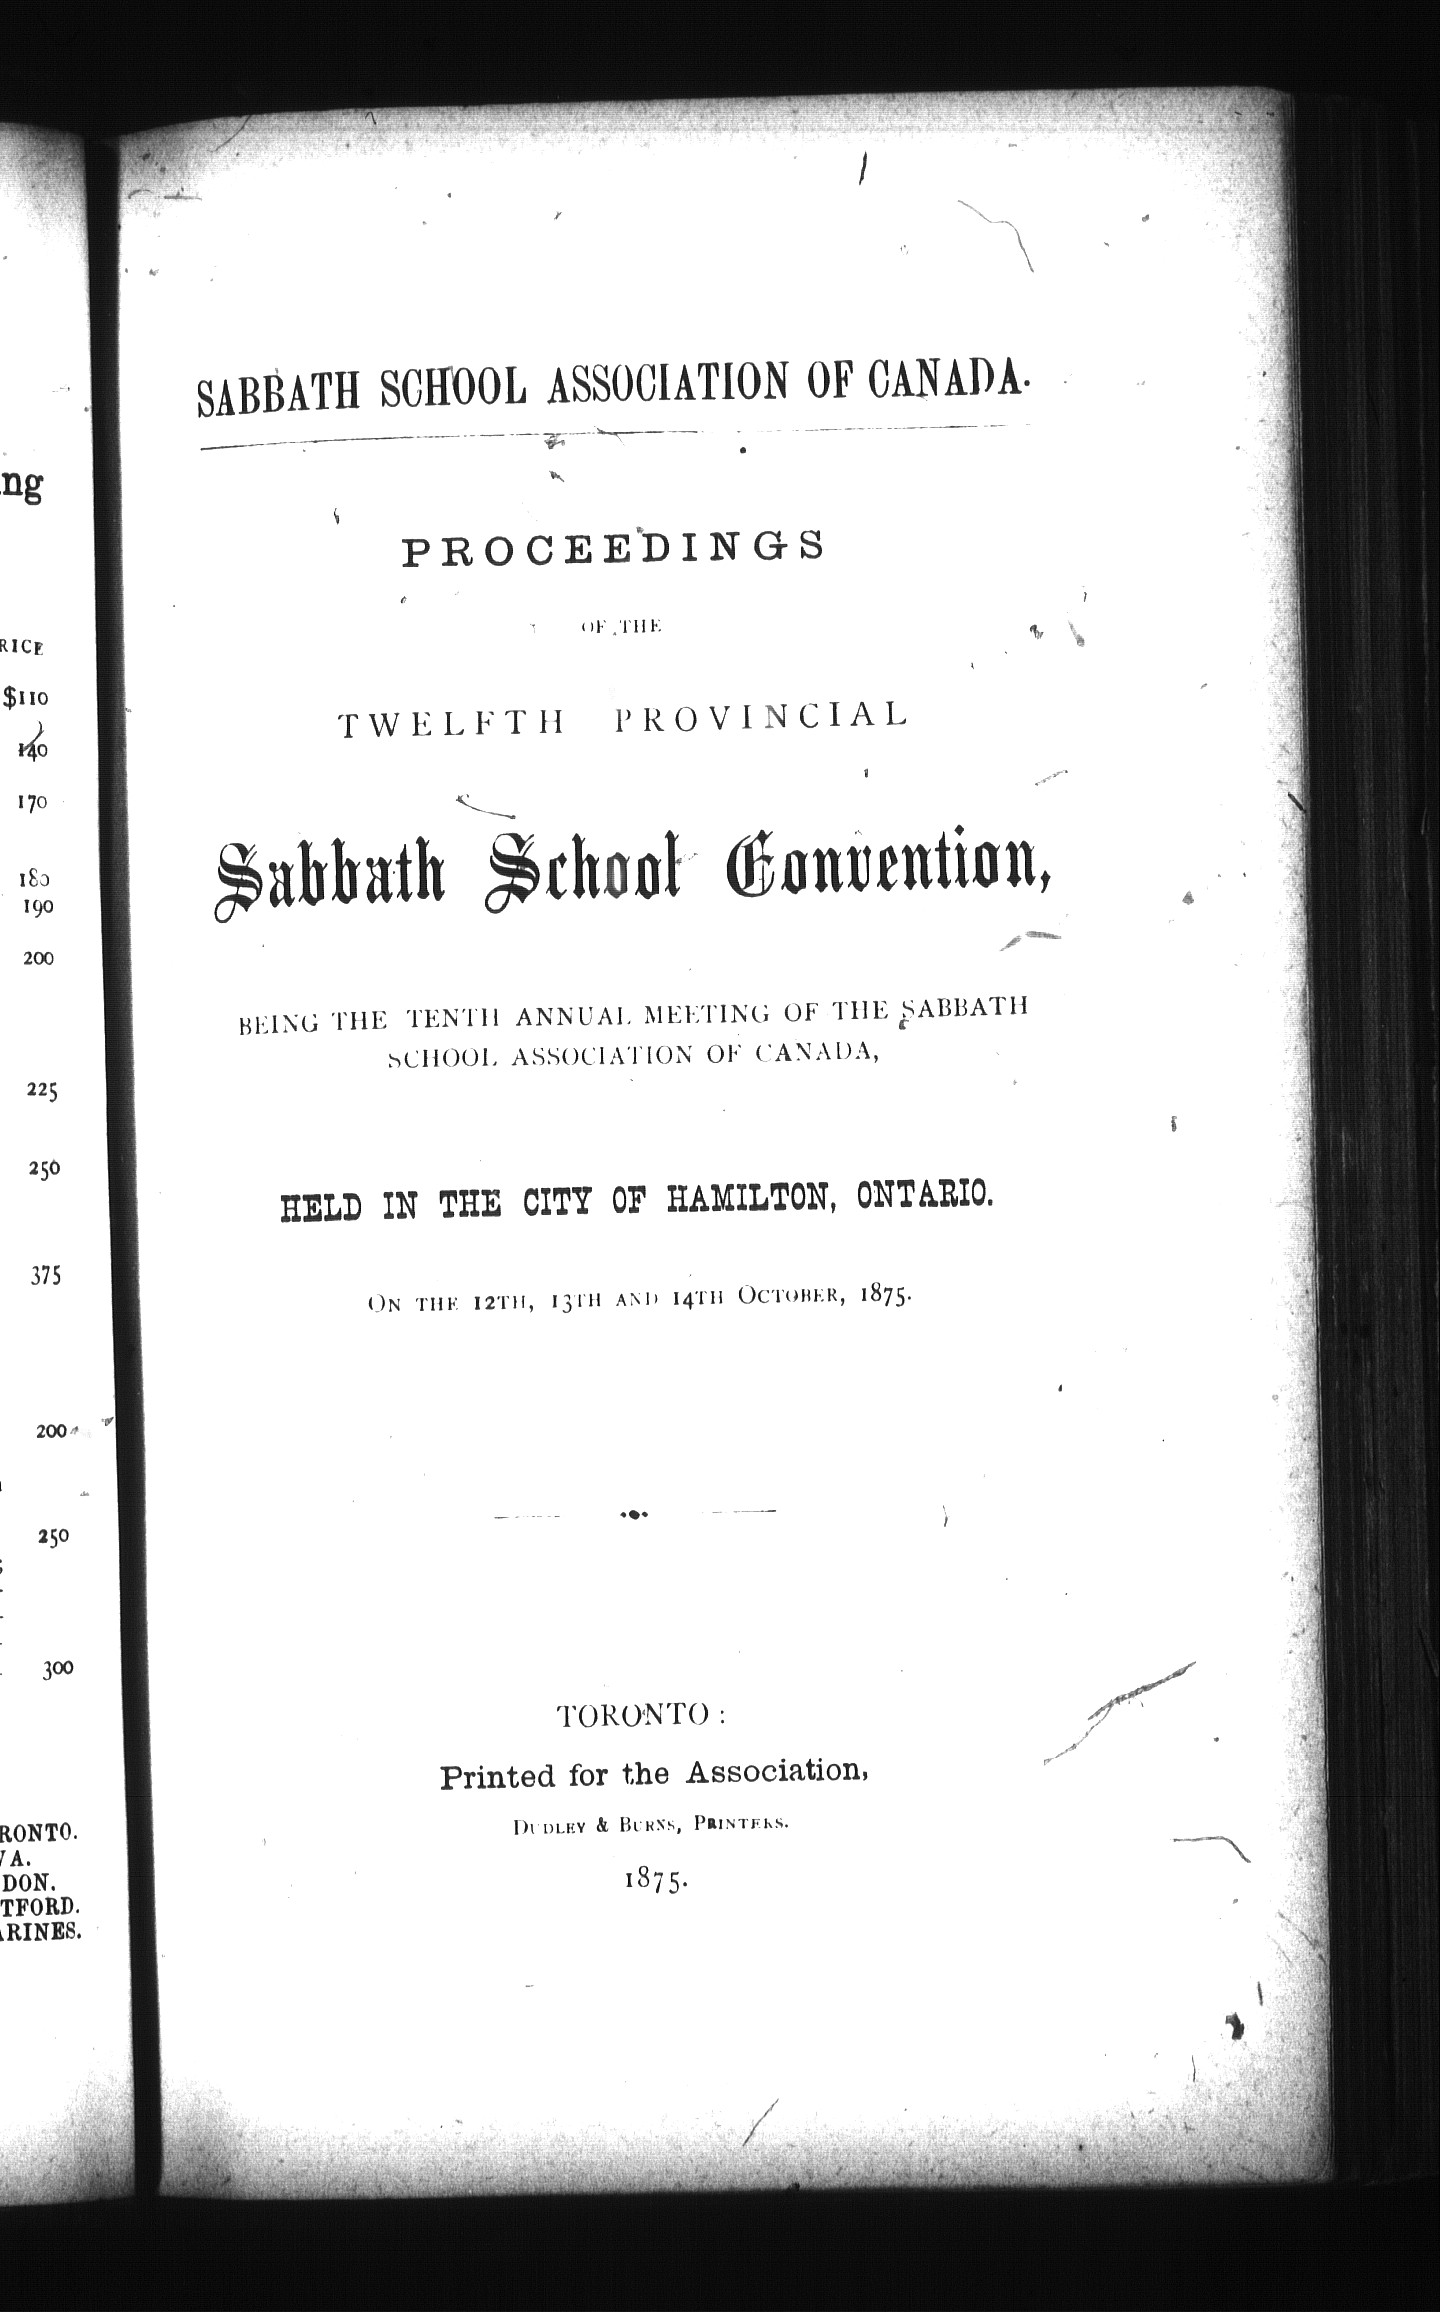 SABBATH SCHOOL ASSOCIATION OF CANADA.
PROCEEDINGS
OF THE
TWELFTH PROVINCIAL
Sabbath School Convention,
BEING THE TENTH ANNUAL MEETING OF THE SABBATH
SCHOOL ASSOCIATION OF CANADA,
HELD IN THE CITY OF HAMILTON, ONTARIO.
ON THE 12TH, 13TH AND 14TH OCTOBER, 1875.
TORONTO:
Printed for the Association,
DUDLEY & BURNS, PRINTERS.
1875.
ng
RICE
$110
140
170
180
190
200
225
250
375
200
250
300
RONTO.
VA.
DON.
TFORD.
ARINES.